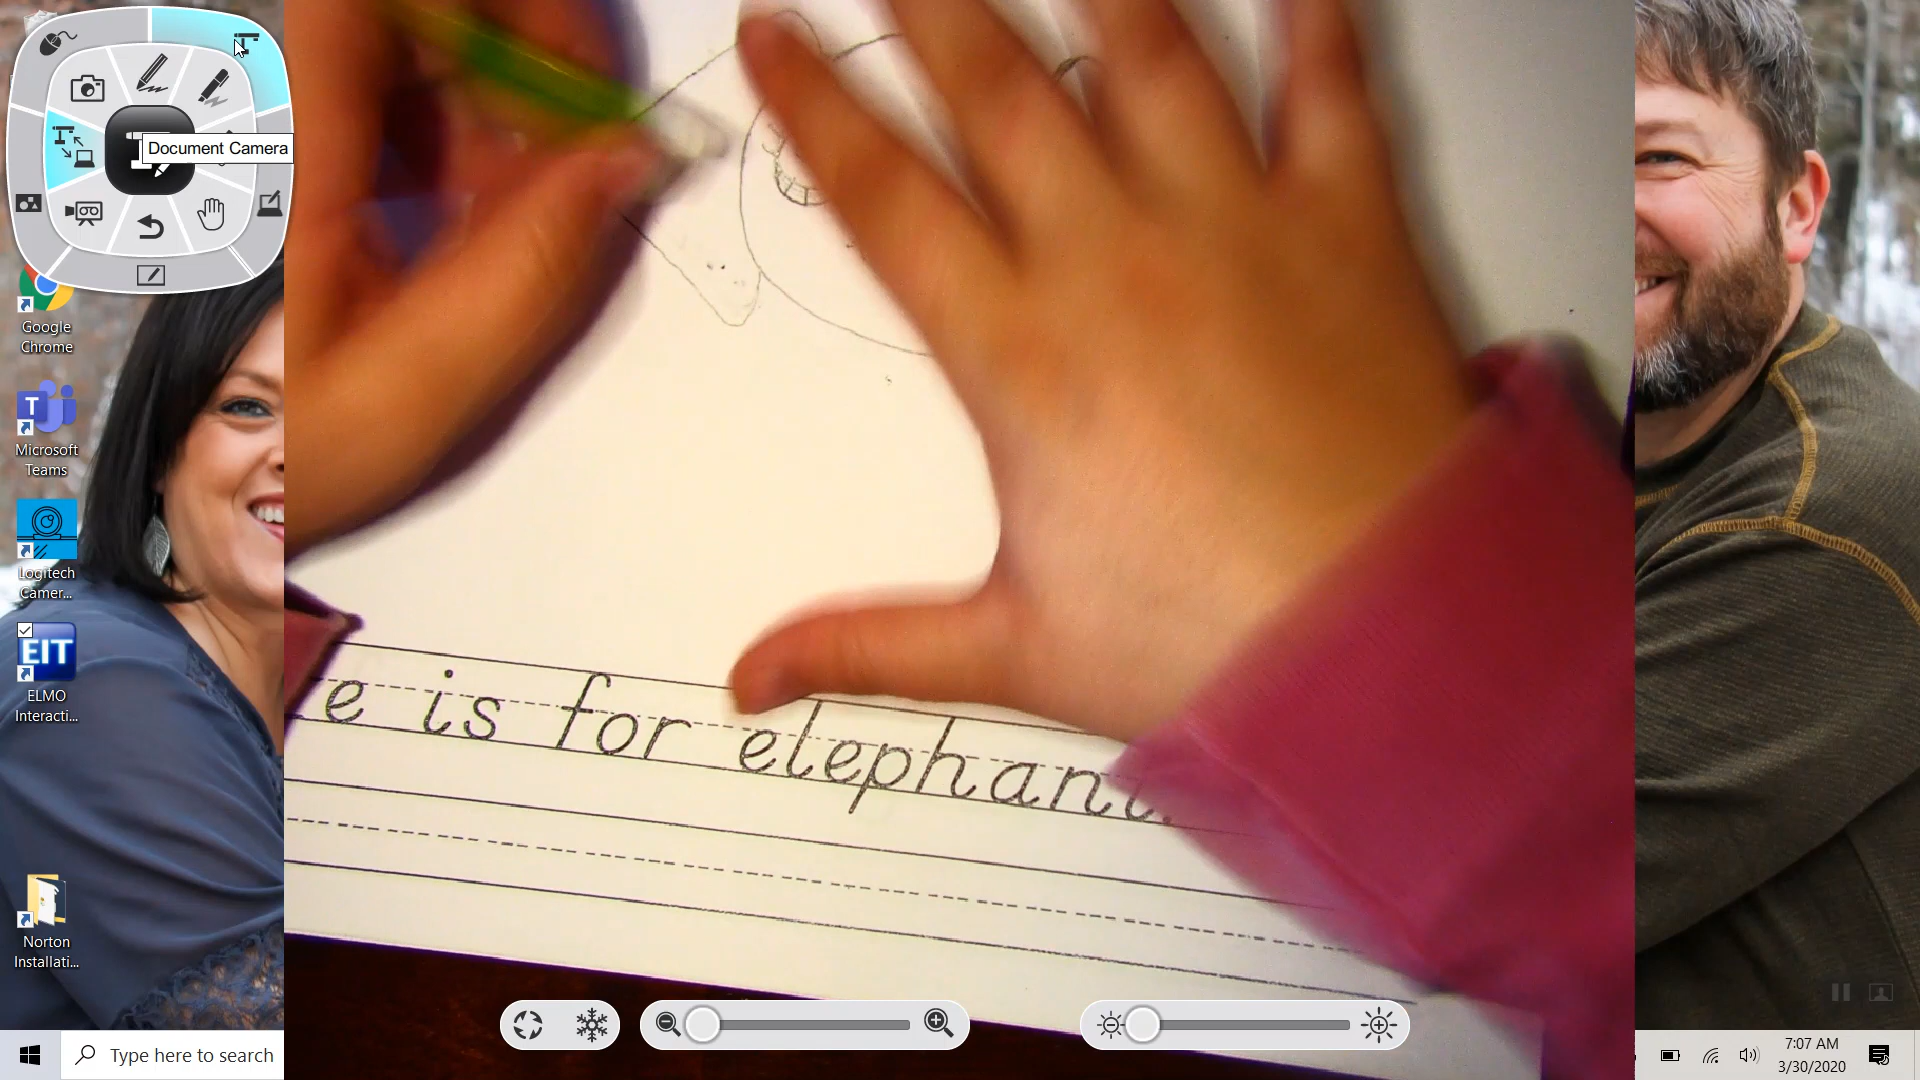 Document Camera
Google
Chrome
T
Microsoft
Teams
Logitech
Camer...
EIT
ELMO
Interacti...
Norton
Installati...
e is for elephant.
Type here to search
7:07 AM
3/30/2020